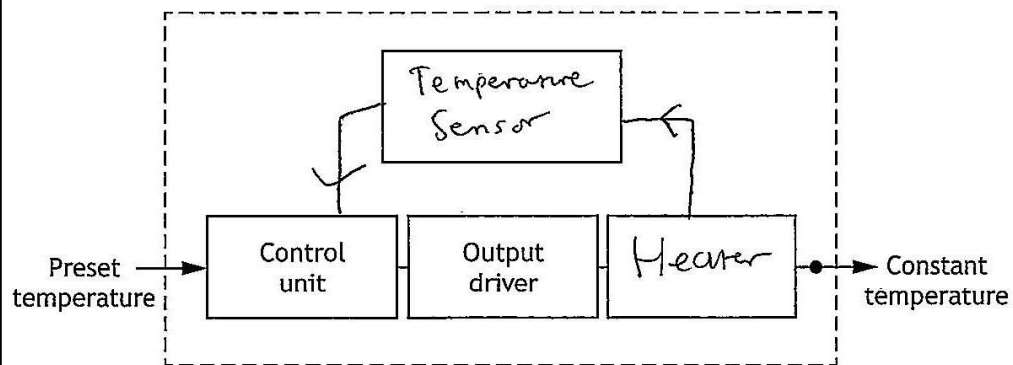 Temperature
Sensor
Preset
temperature
Control
unit
Output
driver
Heater
Constant
temperature